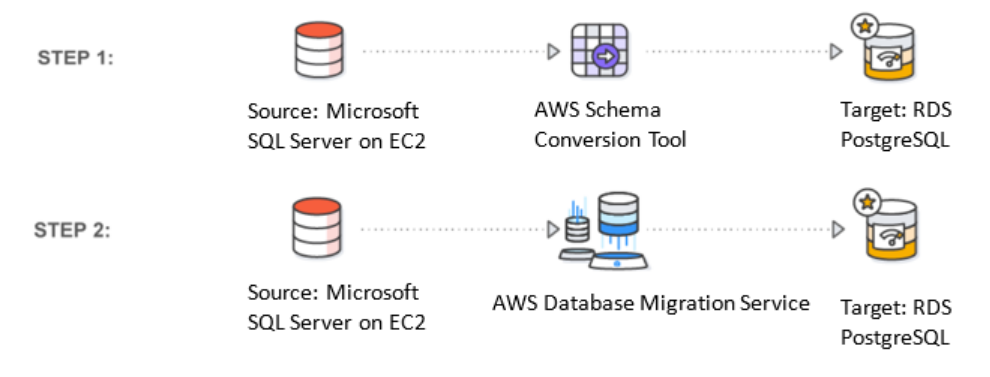 STEP 1:
Source: Microsoft
SQL Server on EC2
AWS Schema
Conversion Tool
Target: RDS
PostgreSQL
STEP 2:
Source: Microsoft
SQL Server on EC2
AWS Database Migration Service
Target: RDS
PostgreSQL